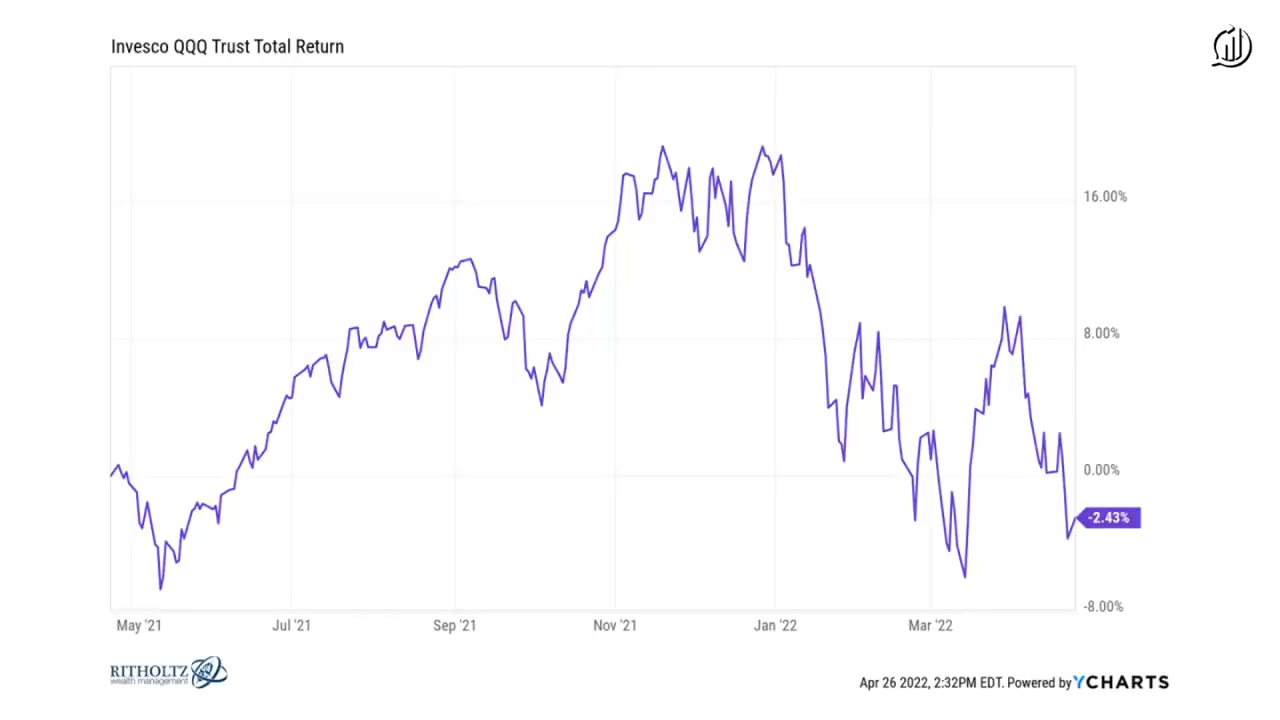 Invesco QQQ Trust Total Return
16.00%
8.00%
0.00%
-2.43%
-8.00%
May '21 Jul '21 Sep '21 Nov '21 Jan '22 Mar '22
RITHOLTZ
wealth management
Apr 26 2022, 2:32PM EDT. Powered by YCHARTS